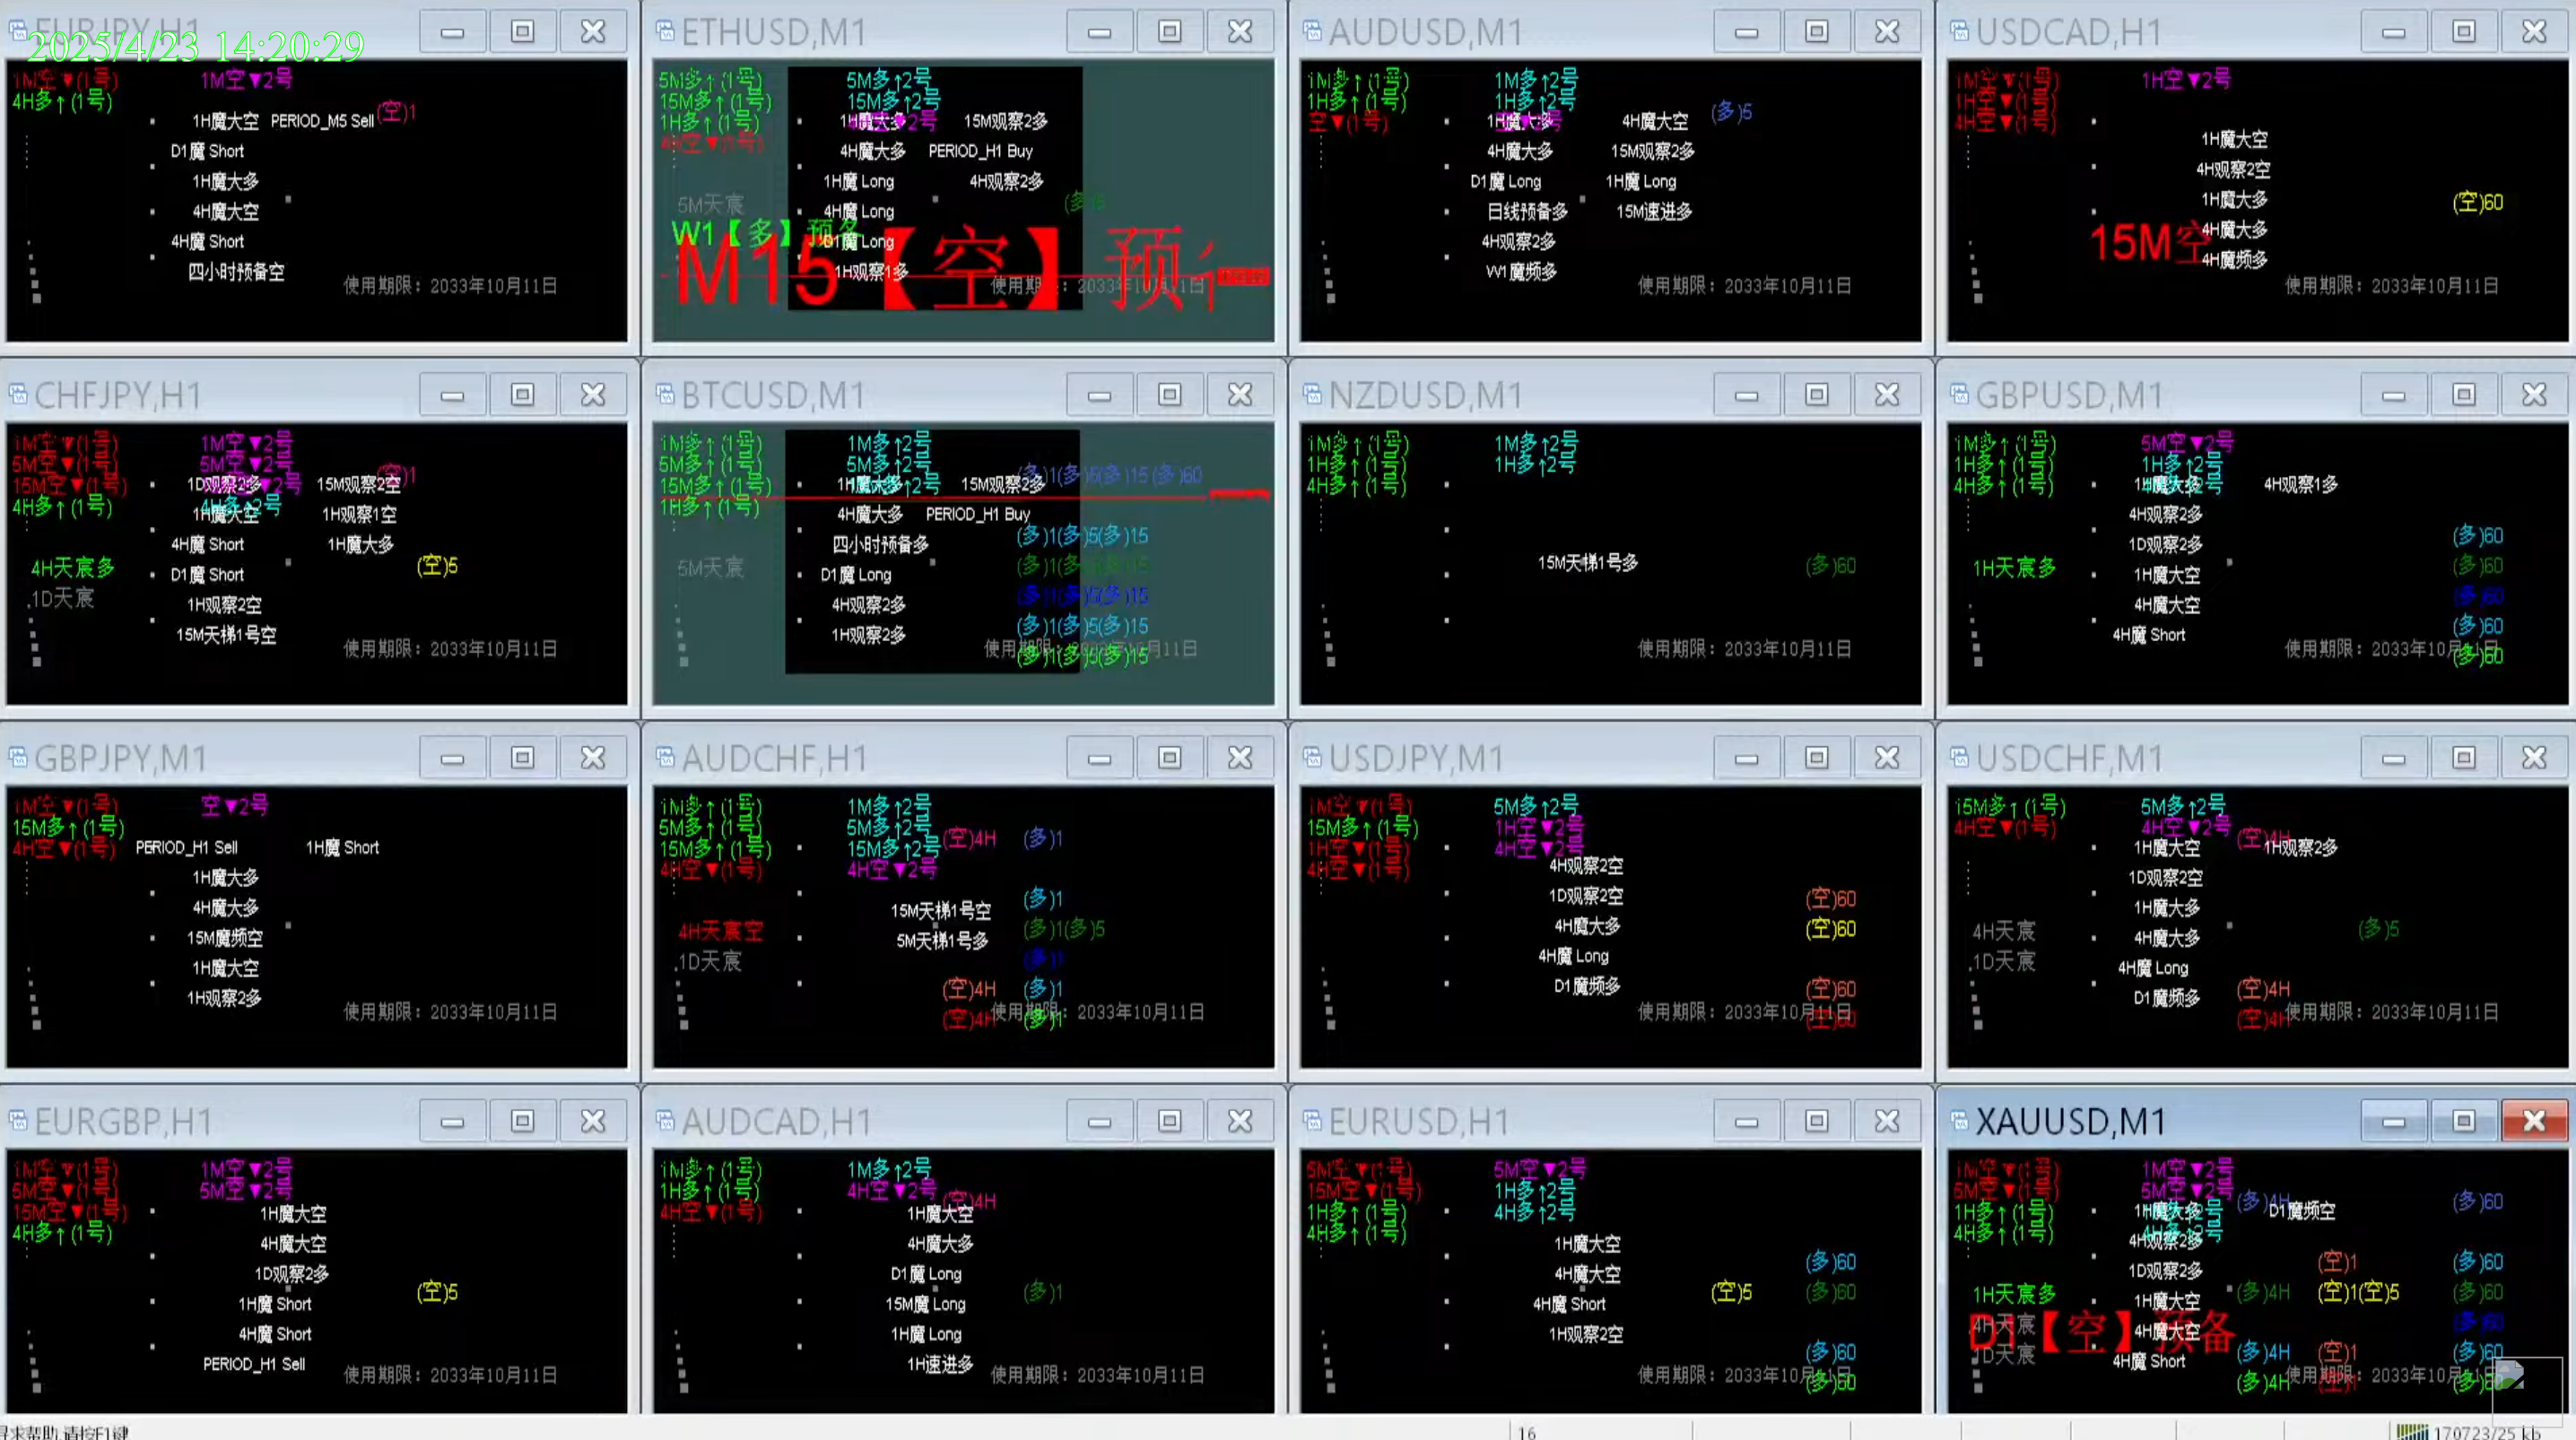 EURJPY,H1
2025/4/23 14:20:29
1M空▼(1号) 1M空▼2号
4H多↑(1号)
1H魔大空 PERIOD_M5 Sell (空)1
D1魔 Short
1H魔大多
4H魔大空
4H魔 Short
四小时预备空
使用期限：2033年10月11日
ETHUSD,M1
5M多↑(1号) 5M多↑2号
15M多↑(1号) 15M多↑2号
1H多↑(1号) 1H魔大多 15M观察2多
4H空▼(1号)
4H魔大多 PERIOD_H1 Buy
1H魔 Long 4H观察2多
5M天宸 4H魔 Long (多)5
W1【多】预备
D1魔 Long
M15【空】预
1H观察1多
AUDUSD,M1
1M多↑(1号) 1M多↑2号
1H多↑(1号) 1H多↑2号 (多)5
空▼(1号) 1H魔大多 4H魔大空
4H魔大多 15M观察2多
D1魔 Long 1H魔 Long
日线预备多 15M速进多
4H观察2多
W1魔频多
使用期限：2033年10月11日
USDCAD,H1
1M空▼(1号) 1H空▼2号
1H空▼(1号)
4H空▼(1号)
1H魔大空
4H观察2空
1H魔大多 (空)60
4H魔大多
15M空
4H魔频多
使用期限：2033年10月11日
CHFJPY,H1
1M空▼(1号) 1M空▼2号
5M空▼(1号) 5M空▼2号 (空)1
15M空▼(1号) 1D观察2多 15M观察2空
4H多↑(1号) 4H多↑2号
1H魔大空 1H观察1空
4H魔 Short 1H魔大多
4H天宸多 (空)5
D1魔 Short
1D天宸 1H观察2空
15M天梯1号空
使用期限：2033年10月11日
BTCUSD,M1
1M多↑(1号) 1M多↑2号
5M多↑(1号) 5M多↑2号 (多)1(多)5(多)15 (多)60
15M多↑(1号) 1H魔大多 15M观察2多
1H多↑(1号) 4H魔大多 PERIOD_H1 Buy
(多)1(多)5(多)15
四小时预备多
5M天宸 (多)1(多)5(多)15
D1魔 Long
4H观察2多 (多)1(多)5(多)15
1H观察2多 (多)1(多)5(多)15
(多)1(多)5(多)15
NZDUSD,M1
1M多↑(1号) 1M多↑2号
1H多↑(1号) 1H多↑2号
4H多↑(1号)
15M天梯1号多 (多)60
使用期限：2033年10月11日
GBPUSD,M1
1M多↑(1号) 5M空▼2号
1H多↑(1号) 1H多↑2号
4H多↑(1号) 1H魔大多 4H观察1多
4H观察2多
1D观察2多 (多)60
1H天宸多 1H魔大空 (多)60
4H魔大空 (多)60
4H魔 Short (多)60
使用期限：2033年10月11日 (多)60
GBPJPY,M1
1M空▼(1号) 空▼2号
15M多↑(1号)
4H空▼(1号) PERIOD_H1 Sell 1H魔 Short
1H魔大多
4H魔大多
15M魔频空
1H魔大空
1H观察2多
使用期限：2033年10月11日
AUDCHF,H1
1M多↑(1号) 1M多↑2号
5M多↑(1号) 5M多↑2号 (空)4H (多)1
15M多↑(1号) 15M多↑2号
4H空▼(1号) 4H空▼2号
(多)1
15M天梯1号空
4H天宸空 (多)1(多)5
5M天梯1号多
1D天宸 (多)1
(空)4H (多)1
(空)4H (多)1
使用期限：2033年10月11日
USDJPY,M1
1M空▼(1号) 5M多↑2号
15M多↑(1号) 1H空▼2号
1H空▼(1号) 4H空▼2号
4H空▼(1号) 4H观察2空
1D观察2空 (空)60
4H魔大多 (空)60
4H魔 Long
D1魔频多 (空)60
使用期限：2033年10月11日 (空)60
USDCHF,M1
15M多↑(1号) 5M多↑2号
4H空▼(1号) 4H空▼2号 (空)4H
1H魔大空 1H观察2多
1D观察2空
1H魔大多
4H天宸 4H魔大多 (多)5
1D天宸 4H魔 Long
D1魔频多 (空)4H
(空)4H 使用期限：2033年10月11日
EURGBP,H1
1M空▼(1号) 1M空▼2号
5M空▼(1号) 5M空▼2号
15M空▼(1号) 1H魔大空
4H多↑(1号) 4H魔大空
1D观察2多
(空)5
1H魔 Short
4H魔 Short
PERIOD_H1 Sell
使用期限：2033年10月11日
AUDCAD,H1
1M多↑(1号) 1M多↑2号
1H多↑(1号) 4H空▼2号 (空)4H
4H空▼(1号) 1H魔大空
4H魔大多
D1魔 Long
(多)1
15M魔 Long
1H魔 Long
1H速进多
使用期限：2033年10月11日
EURUSD,H1
5M空▼(1号) 5M空▼2号
15M空▼(1号) 1H多↑2号
1H多↑(1号) 4H多↑2号
4H多↑(1号) 1H魔大空
4H魔大空 (多)60
4H魔 Short (空)5 (多)60
1H观察2空
(多)60
使用期限：2033年10月11日 (多)60
XAUUSD,M1
1M空▼(1号) 1M空▼2号
5M空▼(1号) 5M空▼2号 (多)4H (多)60
1H多↑(1号) 1H魔大多 D1魔频空
4H多↑(1号) 4H观察2多
1D观察2多 (空)1 (多)60
1H天宸多 1H魔大空 (多)4H (空)1(空)5 (多)60
4H天宸 D1【空】预备 4H魔大空 (多)60
1D天宸 4H魔 Short (多)4H (空)1 (多)60
(多)4H
寻求帮助,请按F1键 16 170723/25 kb